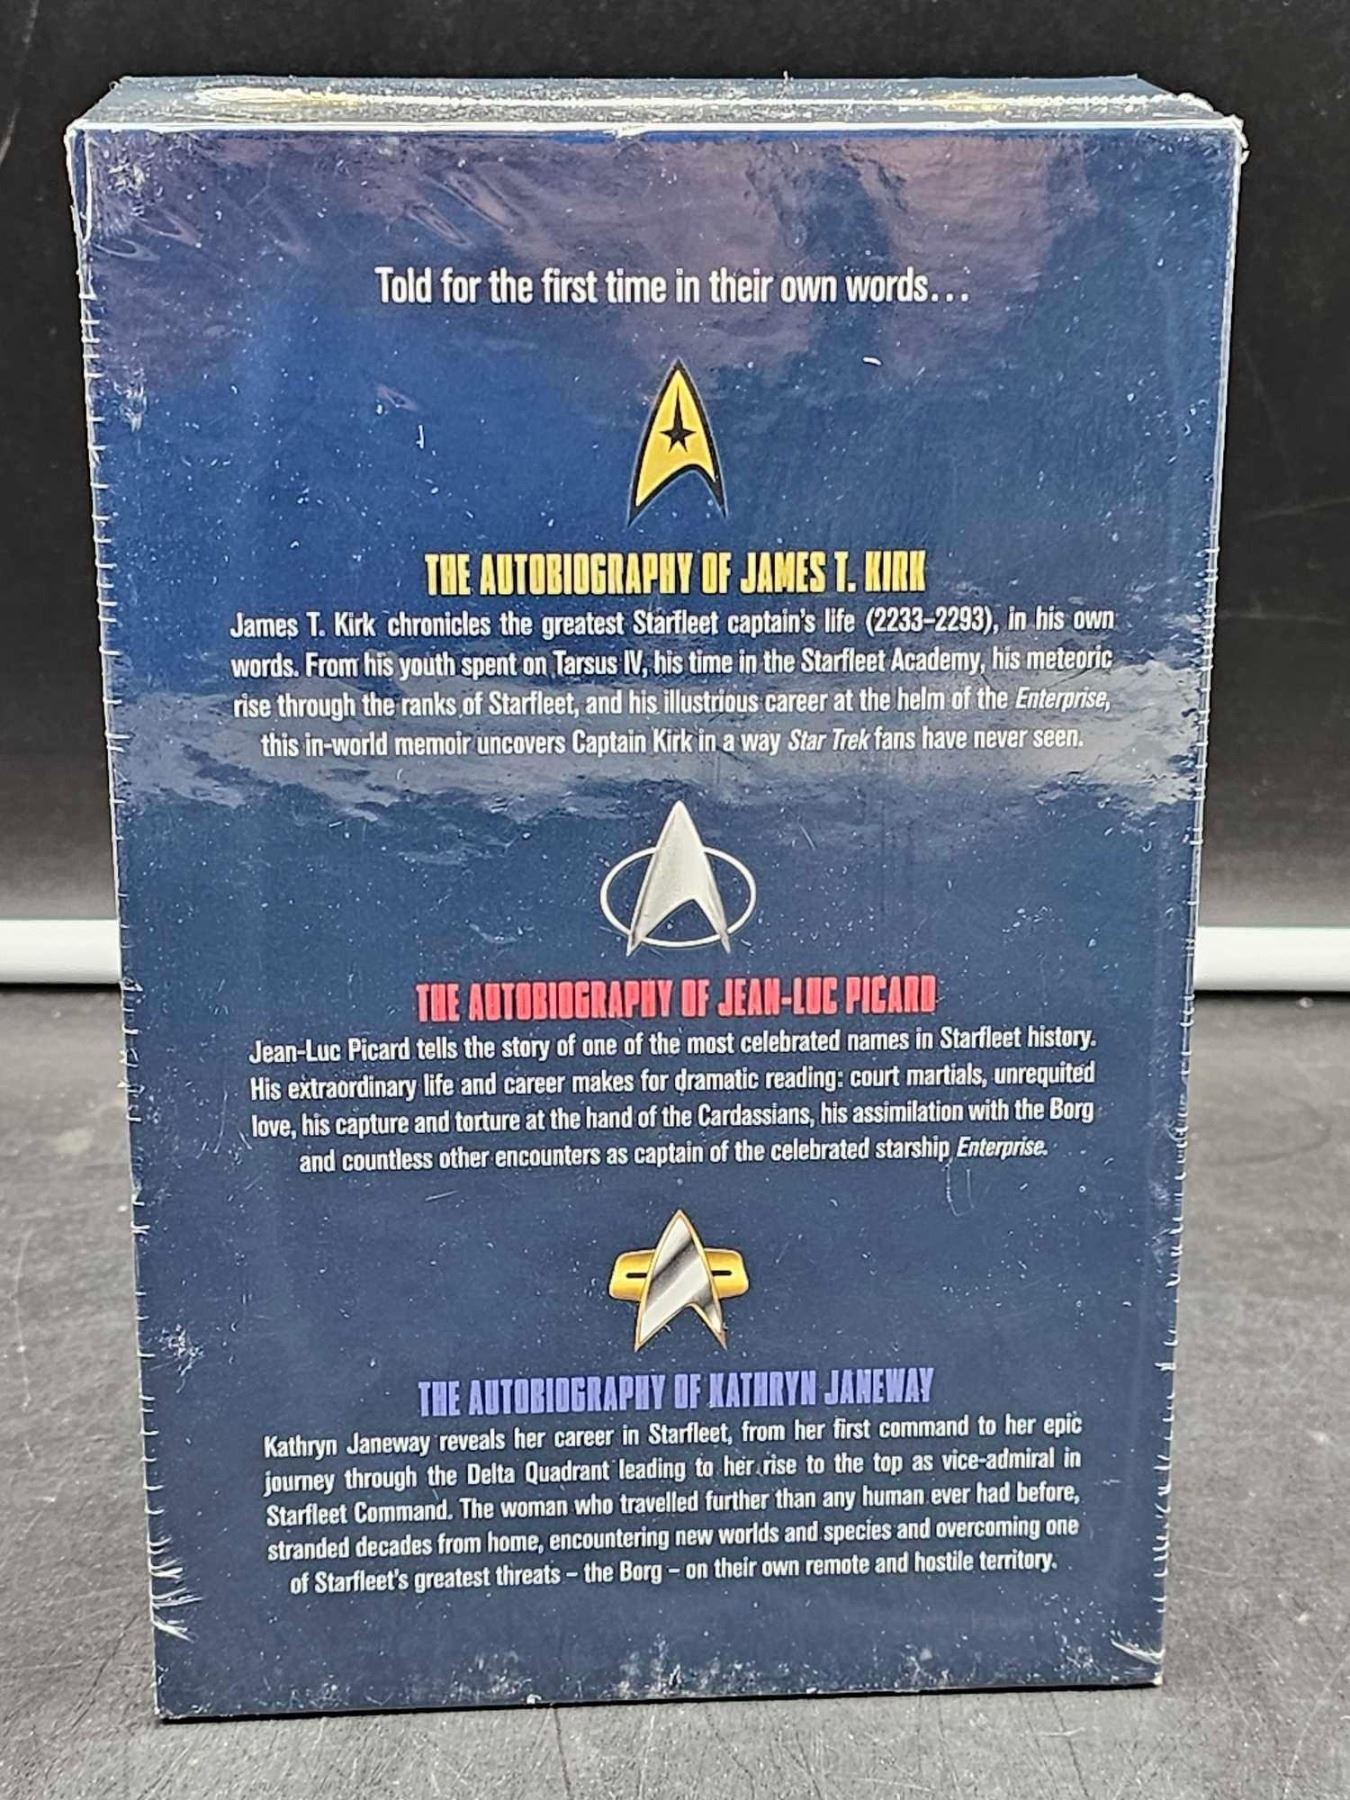 Told for the first time in their own words...
THE AUTOBIOGRAPHY OF JAMES T. KIRK
James T. Kirk chronicles the greatest Starfleet captain's life (2233–2293), in his own
words. From his youth spent on Tarsus IV, his time in the Starfleet Academy, his meteoric
rise through the ranks of Starfleet, and his illustrious career at the helm of the Enterprise,
this in-world memoir uncovers Captain Kirk in a way Star Trek fans have never seen.
THE AUTOBIOGRAPHY OF JEAN-LUC PICARD
Jean-Luc Picard tells the story of one of the most celebrated names in Starfleet history.
His extraordinary life and career makes for dramatic reading: court martials, unrequited
love, his capture and torture at the hand of the Cardassians, his assimilation with the Borg
and countless other encounters as captain of the celebrated starship Enterprise.
THE AUTOBIOGRAPHY OF KATHRYN JANEWAY
Kathryn Janeway reveals her career in Starfleet, from her first command to her epic
journey through the Delta Quadrant leading to her rise to the top as vice-admiral in
Starfleet Command. The woman who travelled further than any human ever had before,
stranded decades from home, encountering new worlds and species and overcoming one
of Starfleet's greatest threats – the Borg – on their own remote and hostile territory.